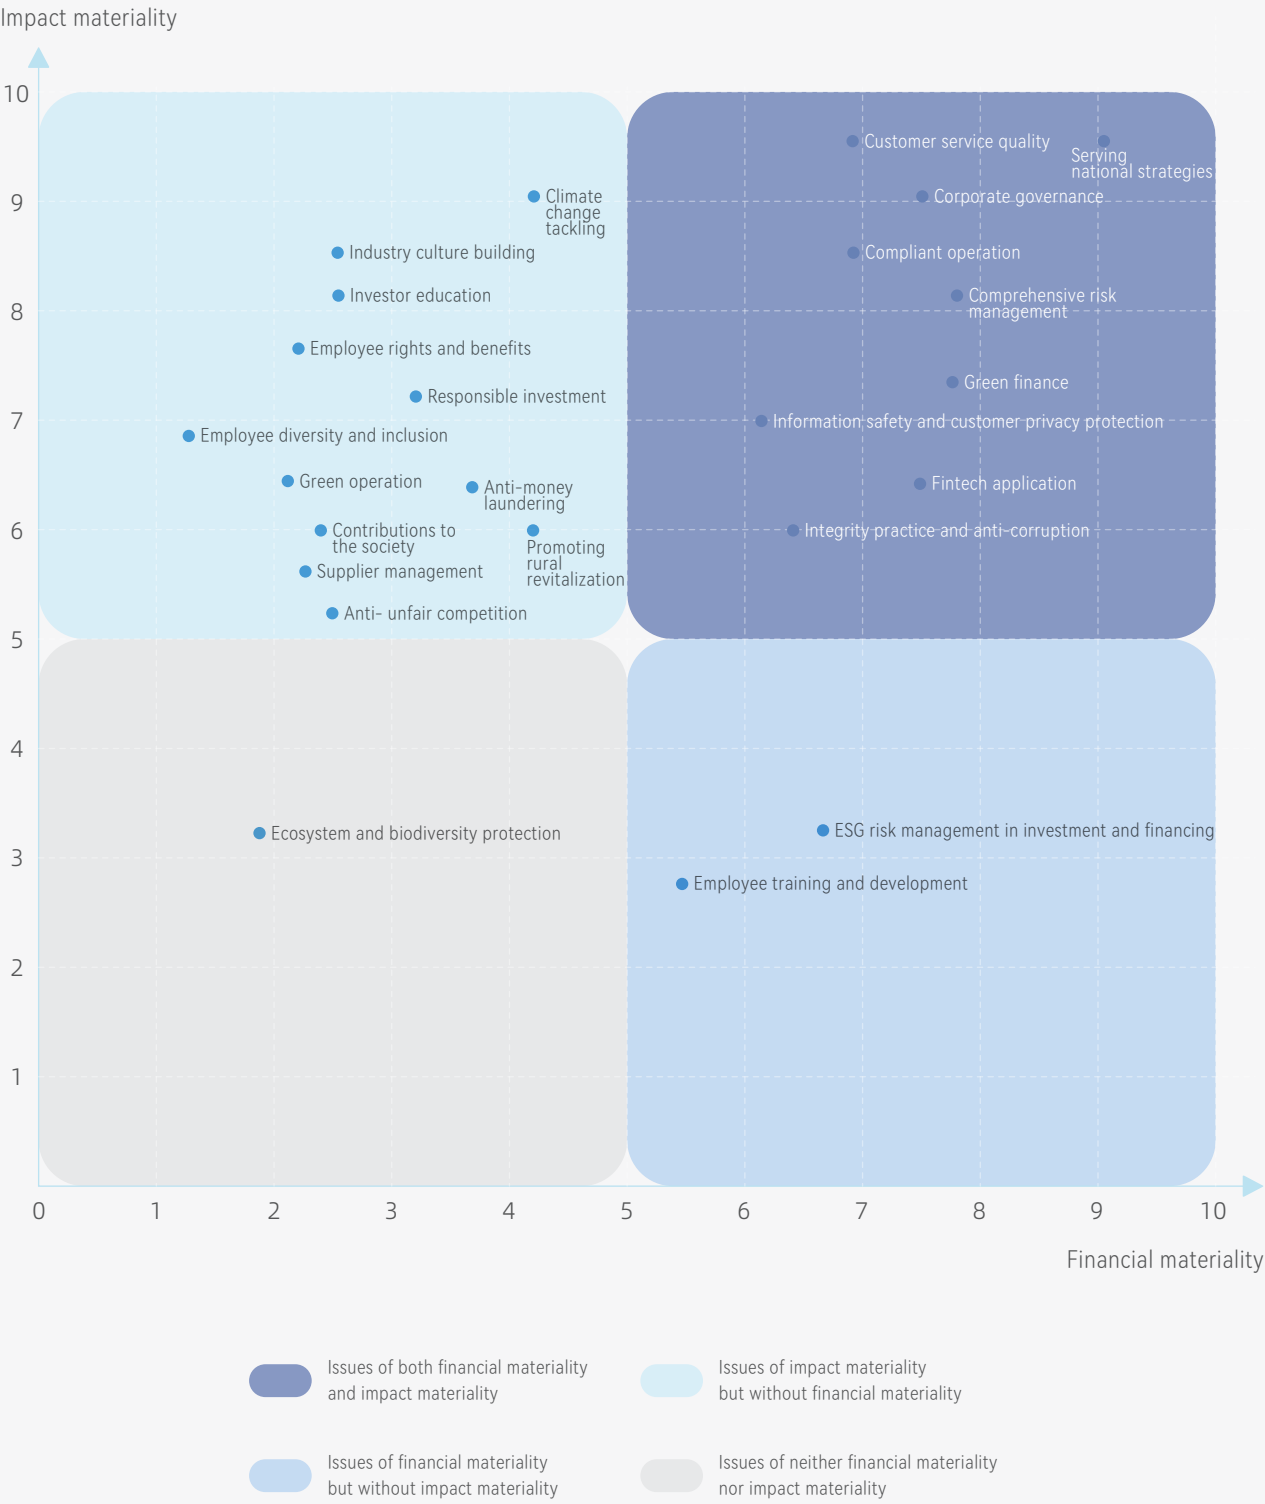 Impact materiality
10
Customer service quality
Serving
national strategies
9
Climate
change
tackling
Corporate governance
Industry culture building
Compliant operation
Investor education
Comprehensive risk
management
8
Employee rights and benefits
Green finance
Responsible investment
7
Information safety and customer privacy protection
Employee diversity and inclusion
Green operation
Anti-money
laundering
Fintech application
6
Contributions to
the society
Promoting
rural
revitalization
Integrity practice and anti-corruption
Supplier management
Anti- unfair competition
5
4
Ecosystem and biodiversity protection
ESG risk management in investment and financing
3
Employee training and development
2
1
0 1 2 3 4 5 6 7 8 9 10
Financial materiality
Issues of both financial materiality
and impact materiality
Issues of impact materiality
but without financial materiality
Issues of financial materiality
but without impact materiality
Issues of neither financial materiality
nor impact materiality